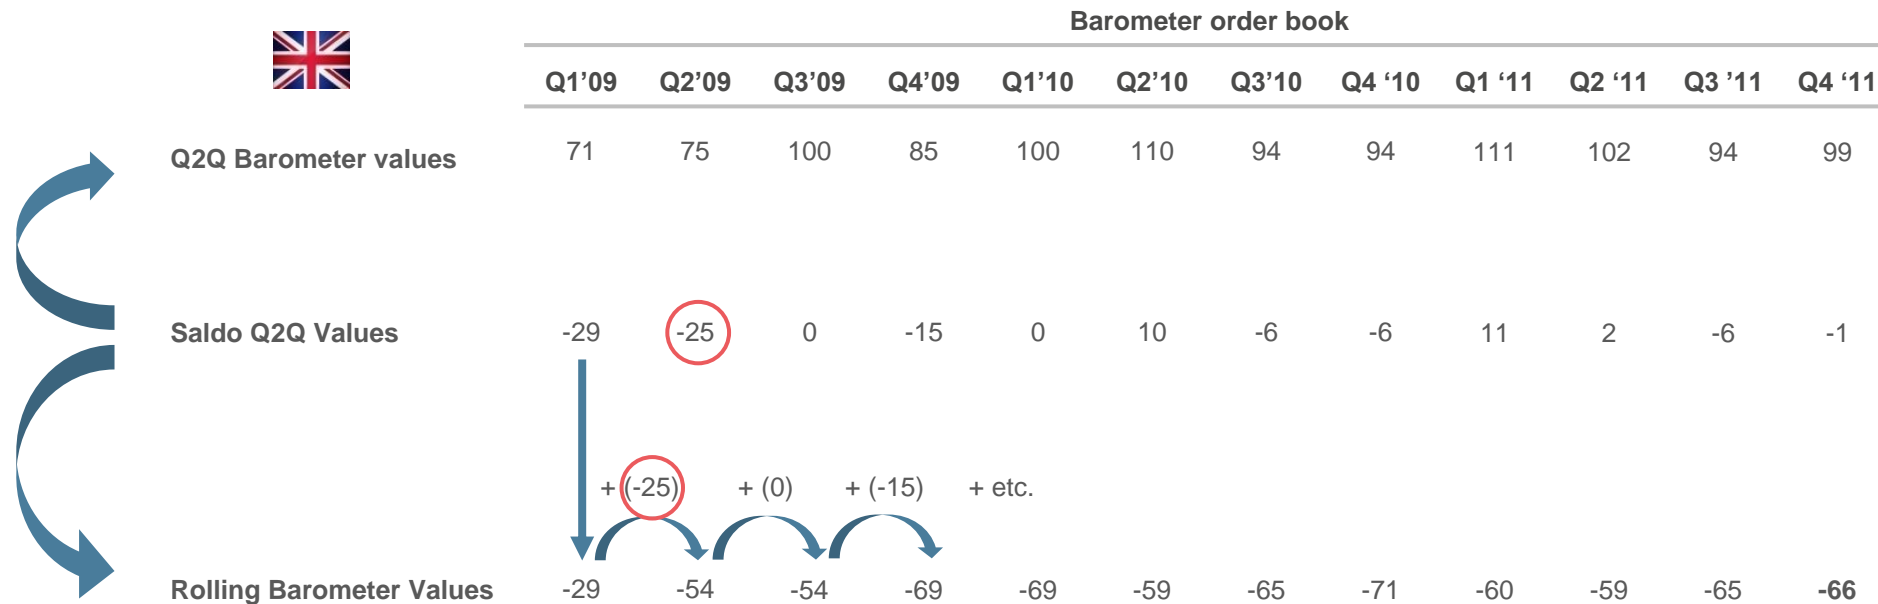 Barometer order book
Q1’09 Q2’09 Q3’09 Q4’09 Q1’10 Q2’10 Q3’10 Q4 ‘10 Q1 ‘11 Q2 ‘11 Q3 ’11 Q4 ‘11
Q2Q Barometer values 71 75 100 85 100 110 94 94 111 102 94 99
Saldo Q2Q Values -29 -25 0 -15 0 10 -6 -6 11 2 -6 -1
+ (-25) + (0) + (-15) + etc.
Rolling Barometer Values -29 -54 -54 -69 -69 -59 -65 -71 -60 -59 -65 -66